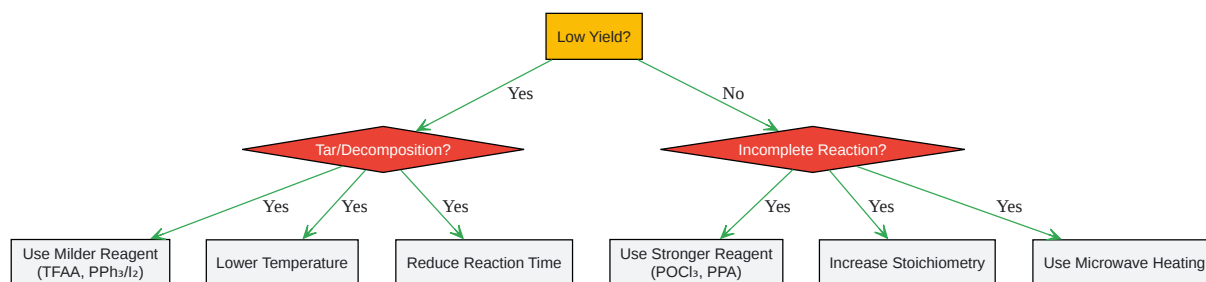 Low Yield?
Yes
No
Tar/Decomposition?
Incomplete Reaction?
Yes
Yes
Yes
Yes
Yes
Yes
Use Milder Reagent
(TFAA, PPh₃/I₂)
Lower Temperature
Reduce Reaction Time
Use Stronger Reagent
(POCl₃, PPA)
Increase Stoichiometry
Use Microwave Heating